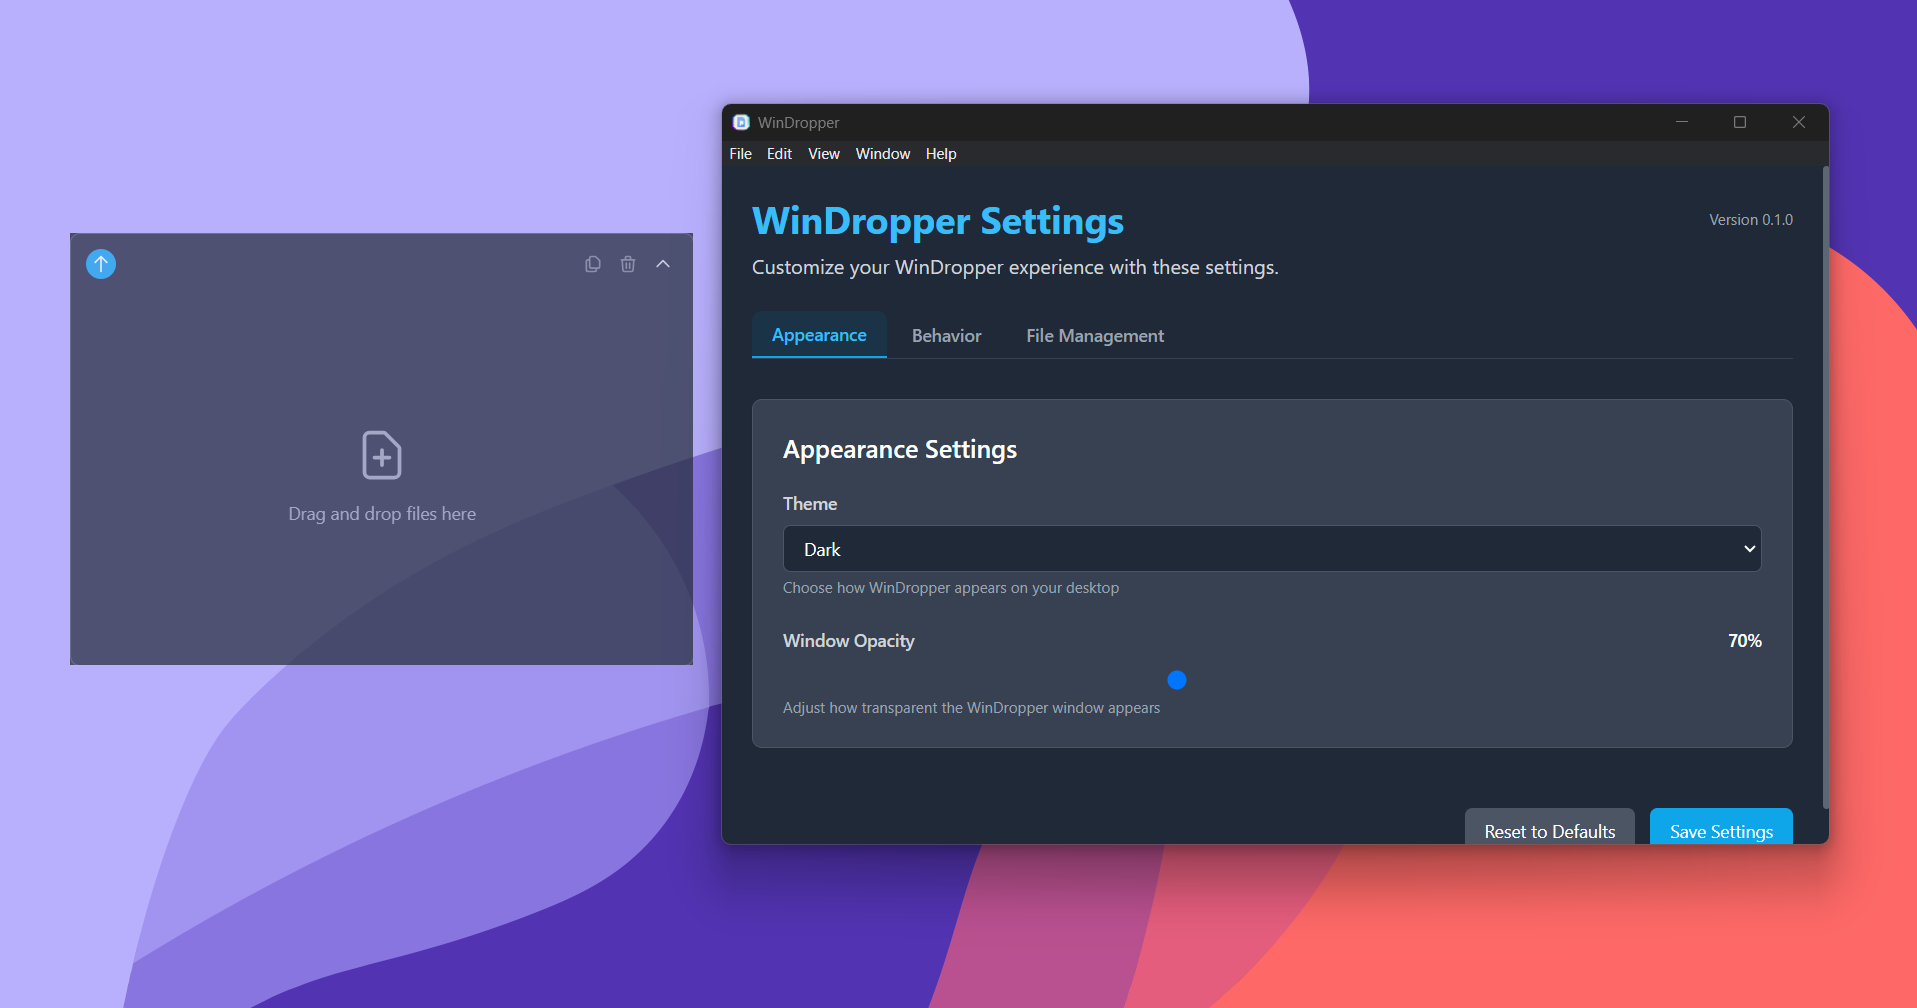 Drag and drop files here
WinDropper
File Edit View Window Help
WinDropper Settings
Version 0.1.0
Customize your WinDropper experience with these settings.
Appearance Behavior File Management
Appearance Settings
Theme
Dark
Choose how WinDropper appears on your desktop
Window Opacity 70%
Adjust how transparent the WinDropper window appears
Reset to Defaults Save Settings